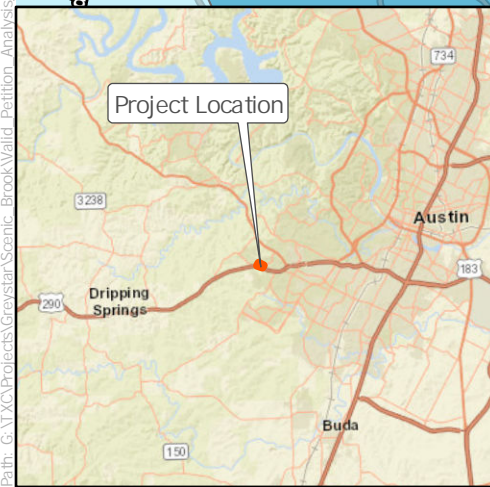 Path: G:\TXC\Projects\Greystar\Scenic_Brook\Valid_Petition_Analysis
734
Project Location
3238
Austin
183
290
Dripping
Springs
Buda
150